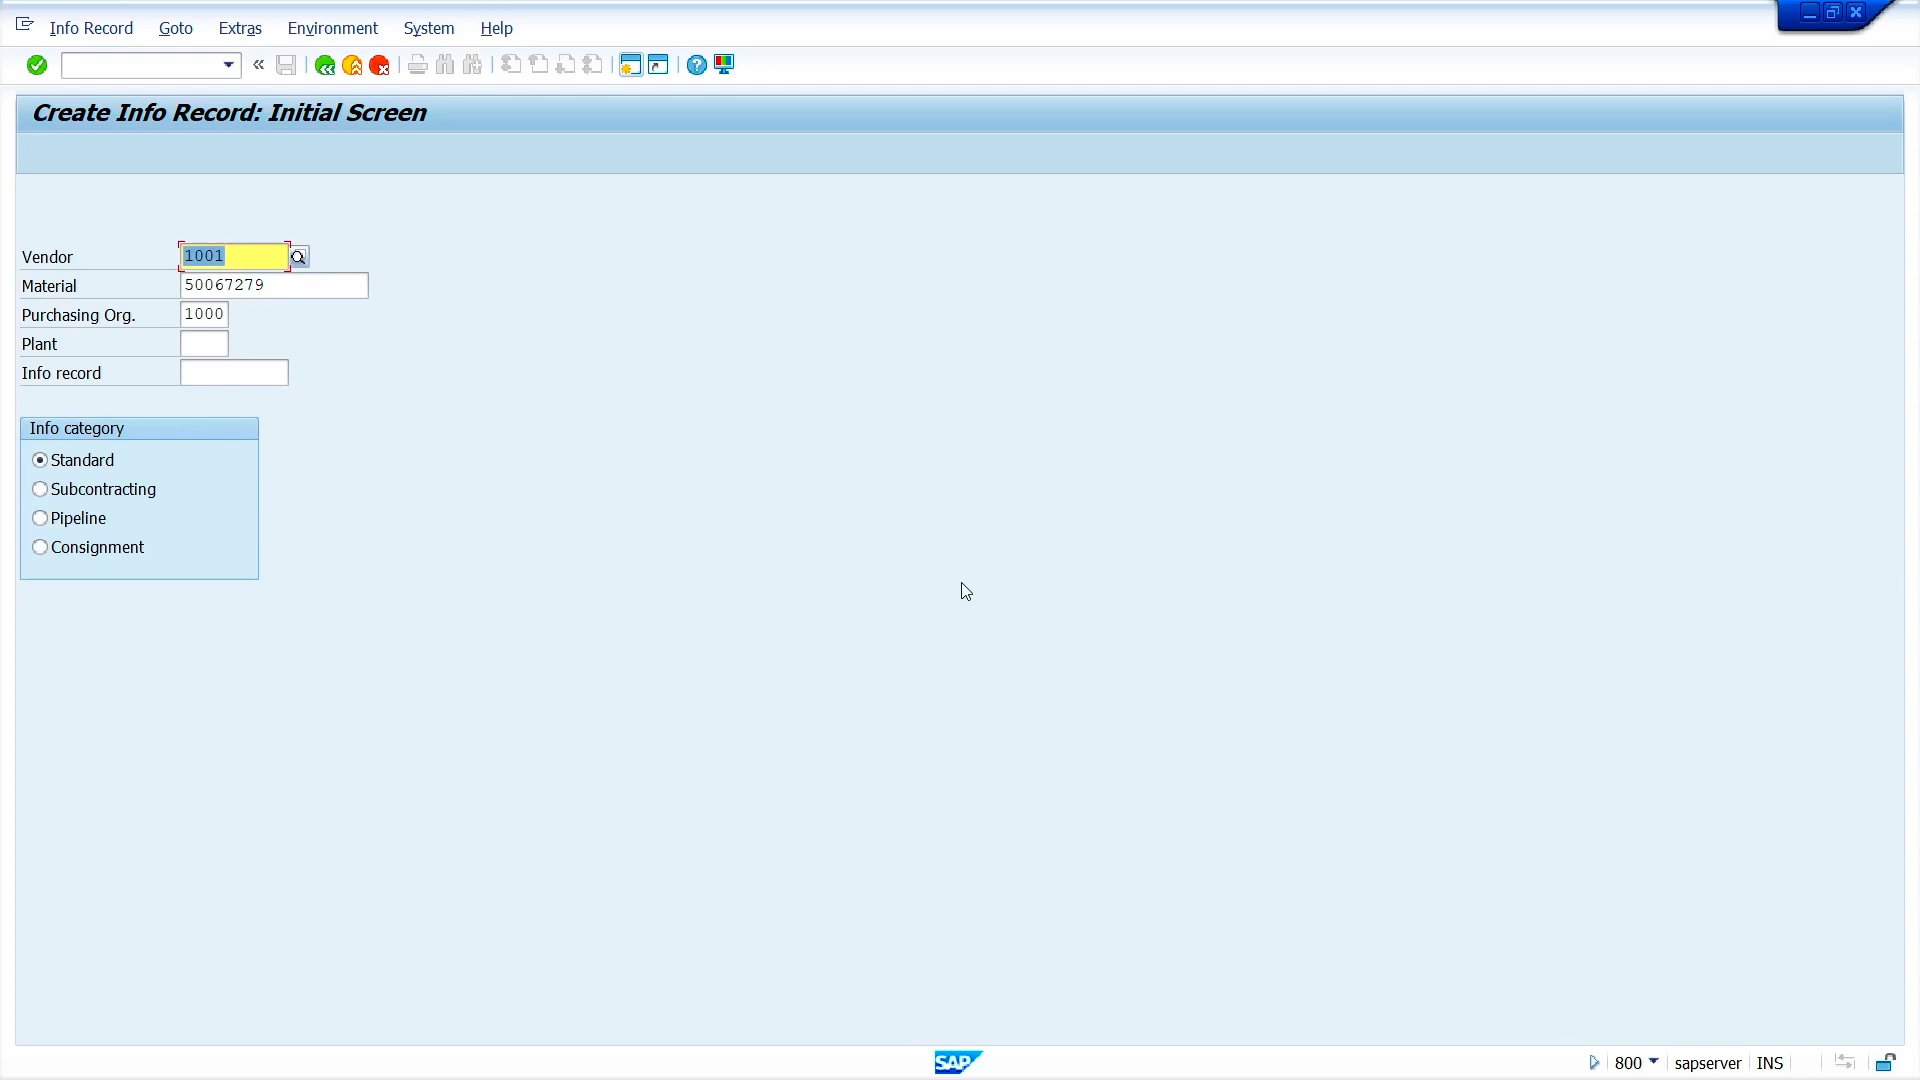 Info Record Goto Extras Environment System Help
Create Info Record: Initial Screen
Vendor 1001
Material 50067279
Purchasing Org. 1000
Plant
Info record
Info category
Standard
Subcontracting
Pipeline
Consignment
SAP 800 sapserver INS